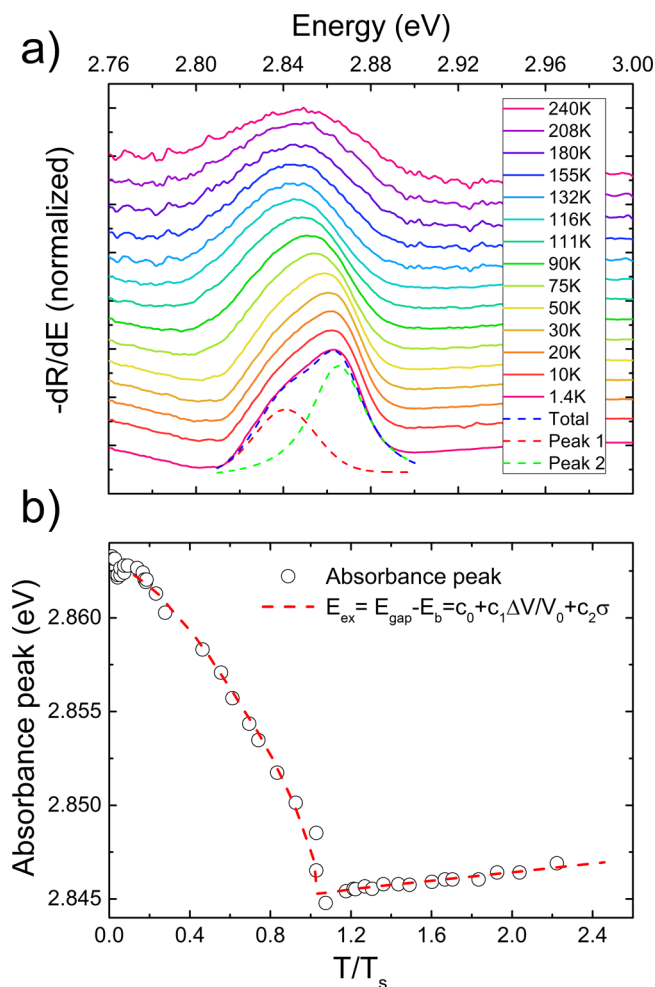 a)
Energy (eV)
2.76 2.80 2.84 2.88 2.92 2.96 3.00
-dR/dE (normalized)
240K
208K
180K
155K
132K
116K
111K
90K
75K
50K
30K
20K
10K
1.4K
Total
Peak 1
Peak 2
b)
Absorbance peak (eV)
2.860
2.855
2.850
2.845
Absorbance peak
E_ex= E_gap-E_b=c_0+c_1ΔV/V_0+c_2σ
0.0 0.4 0.8 1.2 1.6 2.0 2.4
T/T_s